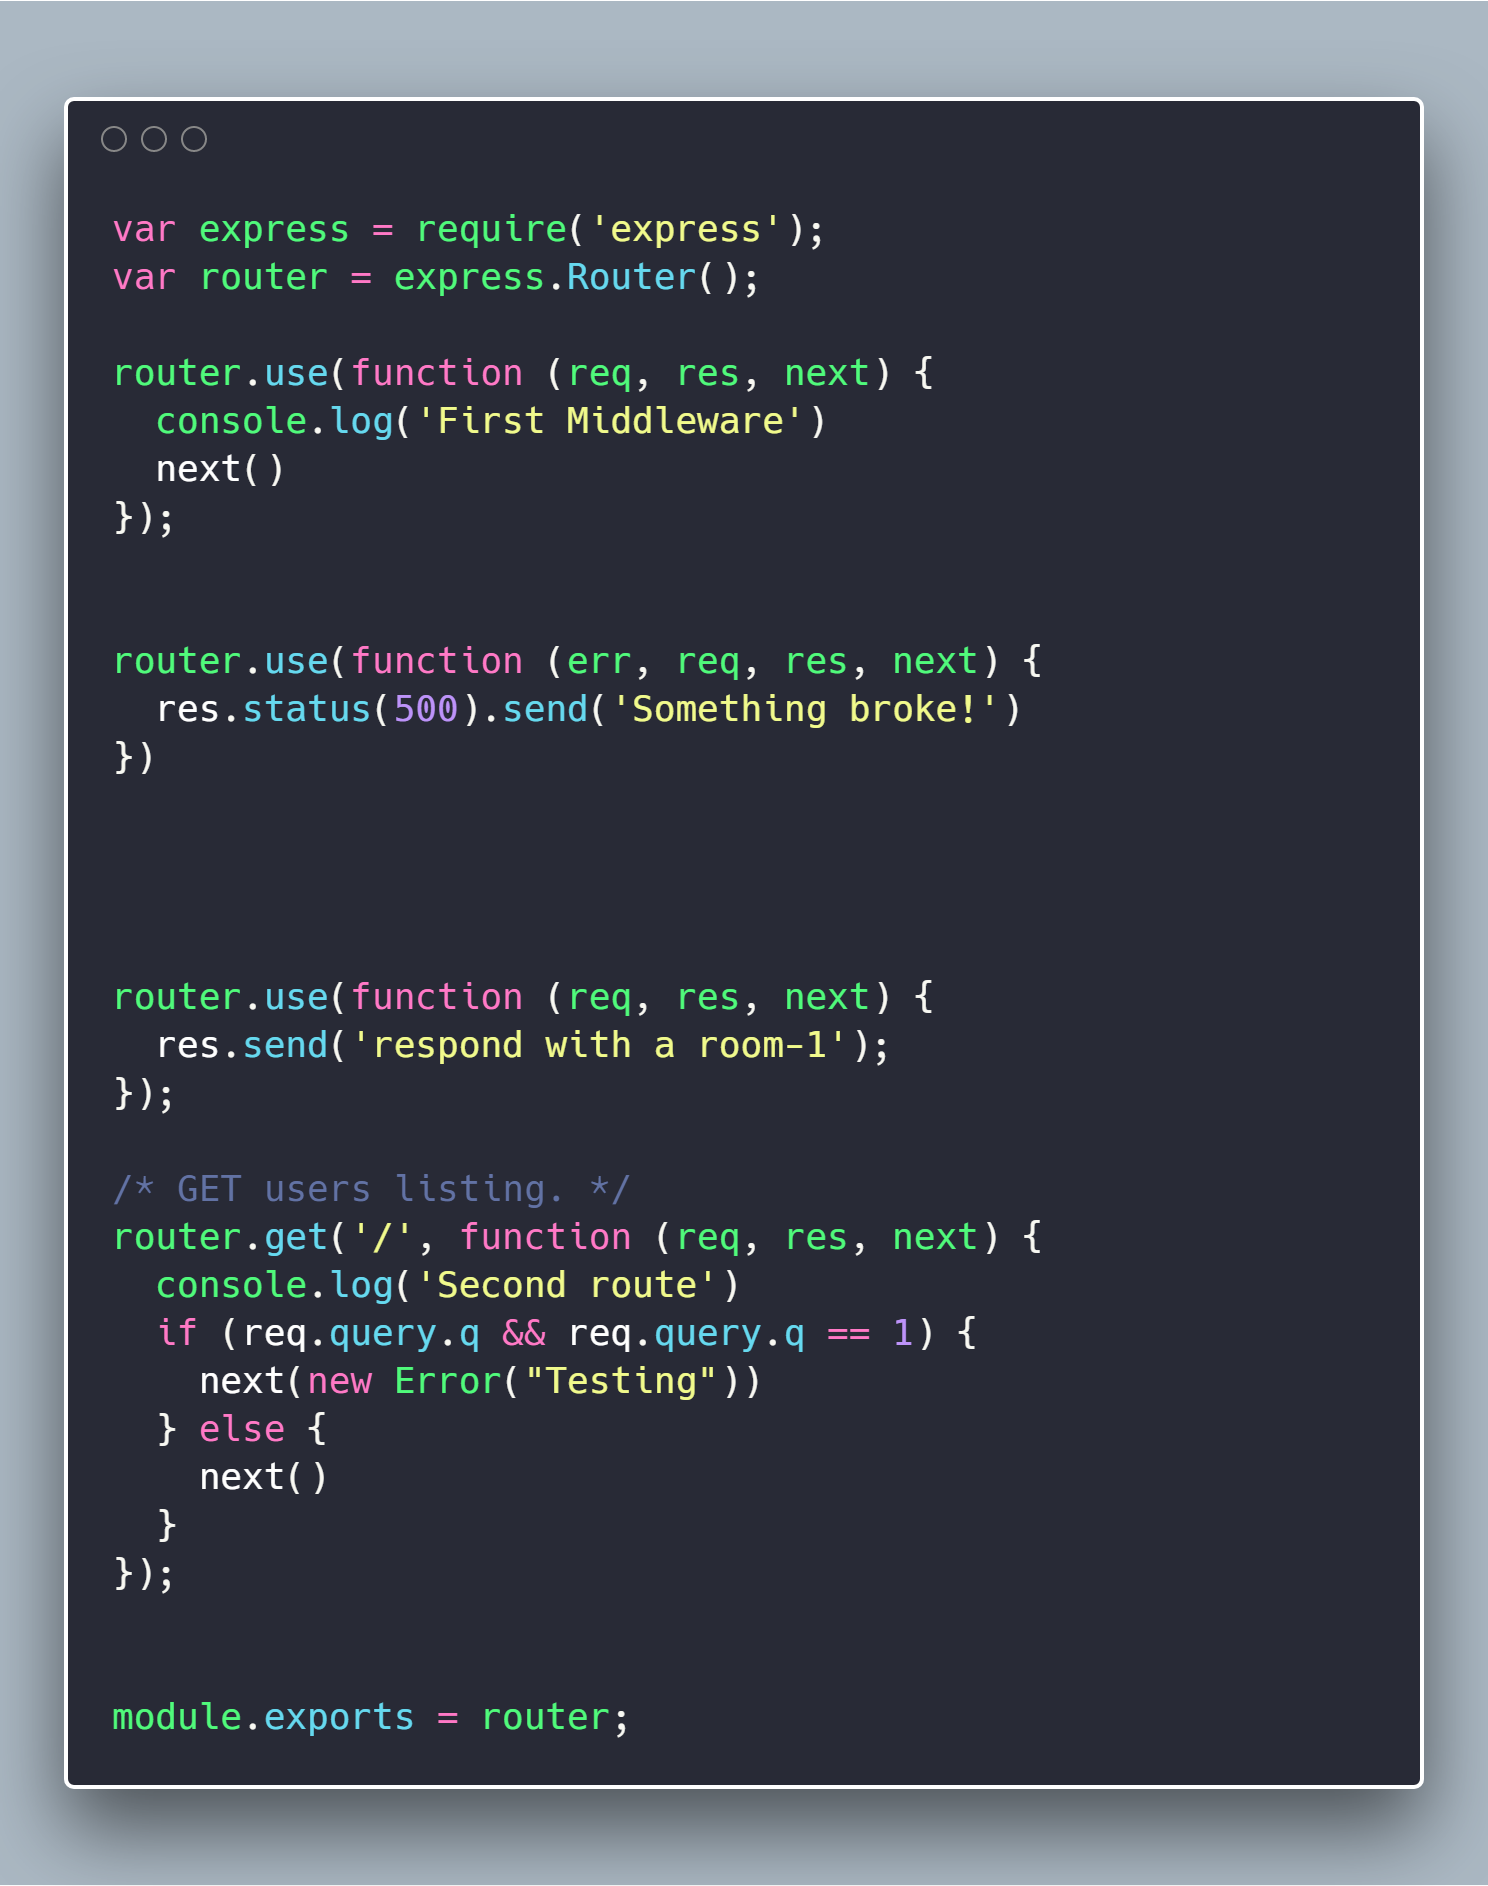 var express = require('express');
var router = express.Router();

router.use(function (req, res, next) {
  console.log('First Middleware')
  next()
});


router.use(function (err, req, res, next) {
  res.status(500).send('Something broke!')
})




router.use(function (req, res, next) {
  res.send('respond with a room-1');
});

/* GET users listing. */
router.get('/', function (req, res, next) {
  console.log('Second route')
  if (req.query.q && req.query.q == 1) {
    next(new Error("Testing"))
  } else {
    next()
  }
});


module.exports = router;